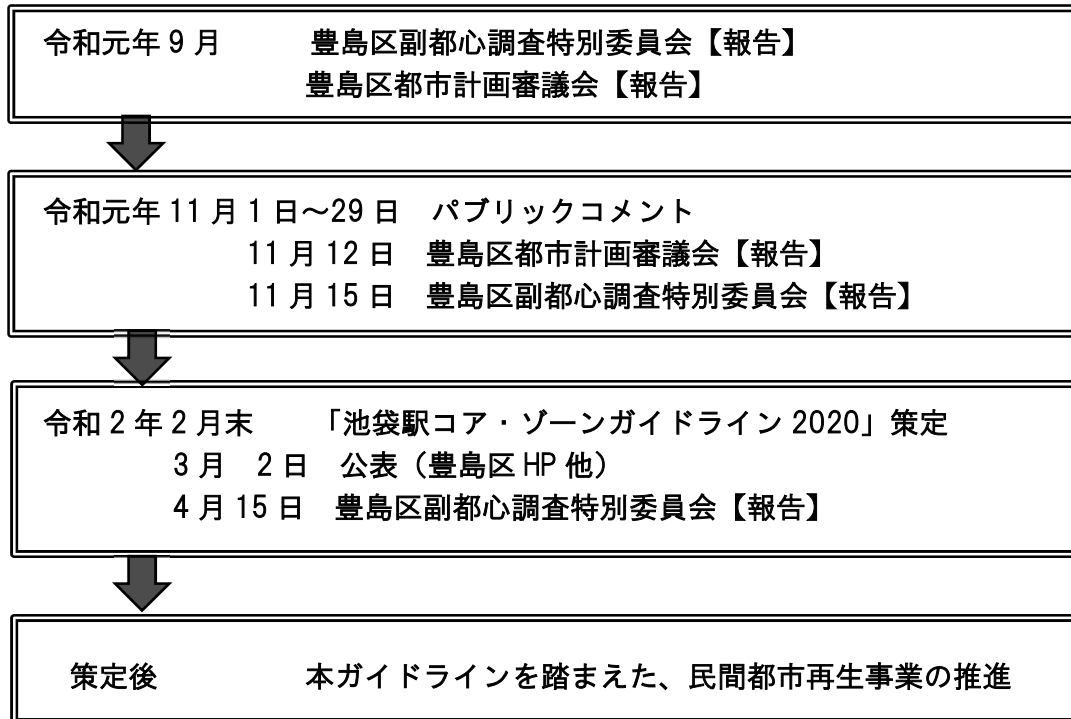 令和元年9月　豊島区副都心調査特別委員会【報告】
豊島区都市計画審議会【報告】
令和元年11月1日～29日　パブリックコメント
11月12日　豊島区都市計画審議会【報告】
11月15日　豊島区副都心調査特別委員会【報告】
令和2年2月末　「池袋駅コア・ゾーンガイドライン2020」策定
3月　2日　公表（豊島区HP他）
4月15日　豊島区副都心調査特別委員会【報告】
策定後　本ガイドラインを踏まえた、民間都市再生事業の推進